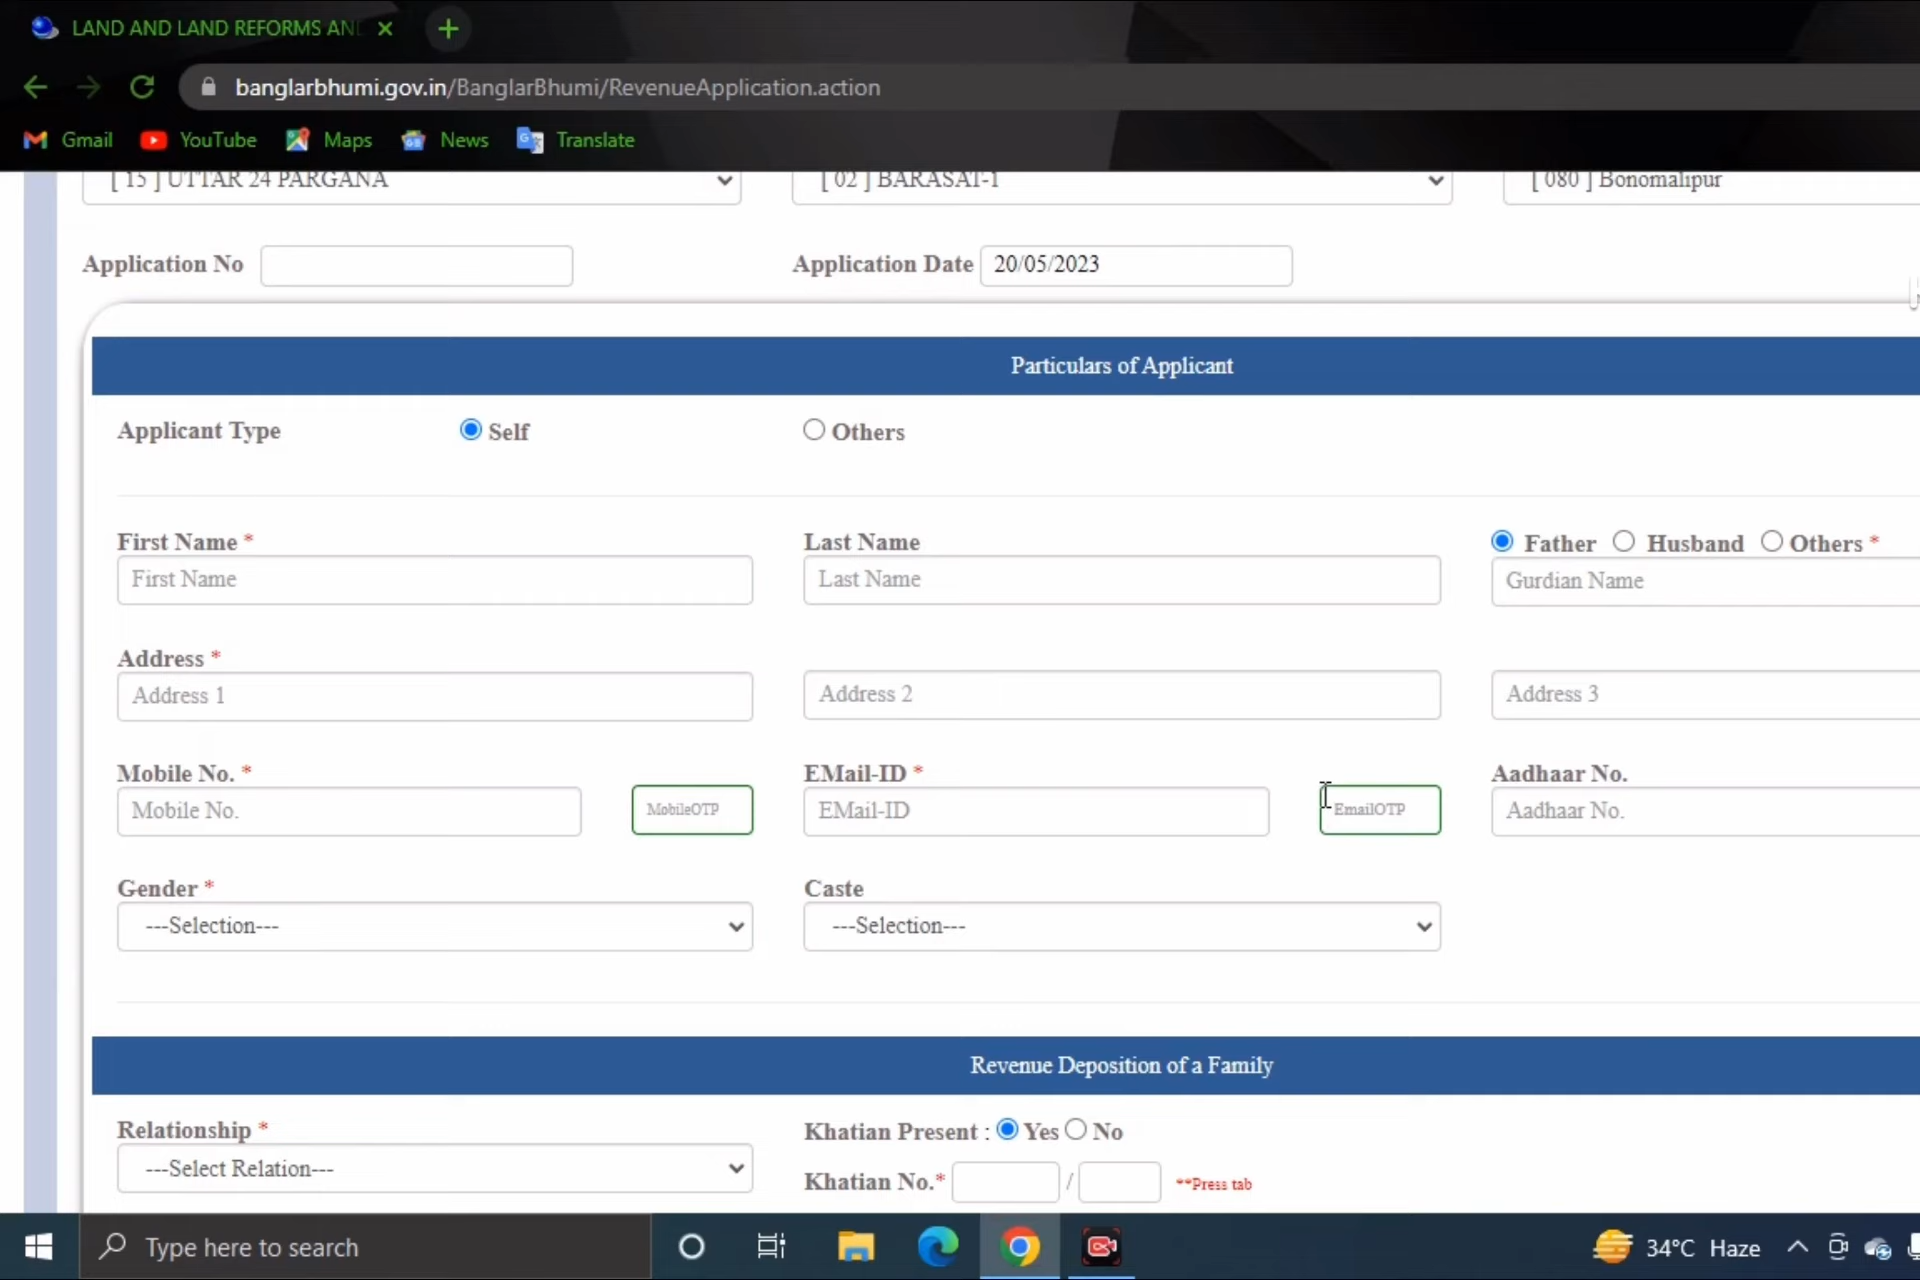 LAND AND LAND REFORMS AN
banglarbhumi.gov.in/BanglarBhumi/RevenueApplication.action
Gmail YouTube Maps News Translate
[ 15 ] UTTAR 24 PARGANA [ 02 ] BARASAT-1 [ 080 ] Bonomalipur
Application No Application Date 20/05/2023
Particulars of Applicant
Applicant Type Self Others
First Name * Last Name Father Husband Others *
First Name Last Name Gurdian Name
Address *
Address 1 Address 2 Address 3
Mobile No. * EMail-ID * Aadhaar No.
Mobile No. MobileOTP EMail-ID EmailOTP Aadhaar No.
Gender * Caste
---Selection--- ---Selection---
Revenue Deposition of a Family
Relationship * Khatian Present : Yes No
---Select Relation---
Khatian No.* / **Press tab
Type here to search 34°C Haze